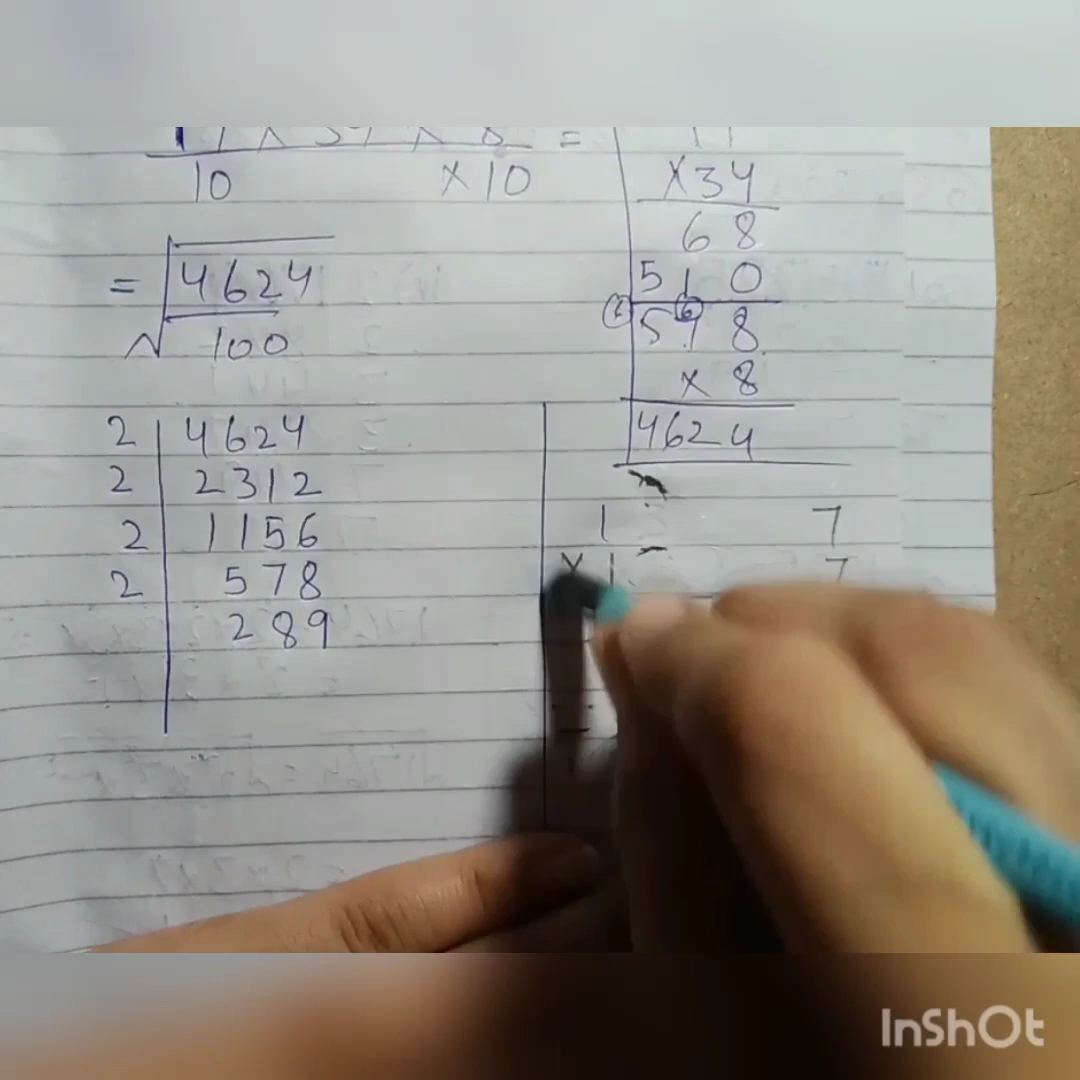 10 × 10
= √4624
100
2 | 4624
2 | 2312
2 | 1156
2 | 578
289
×34
68
510
578
× 8
4624
1 7
× 1 7
InShOt